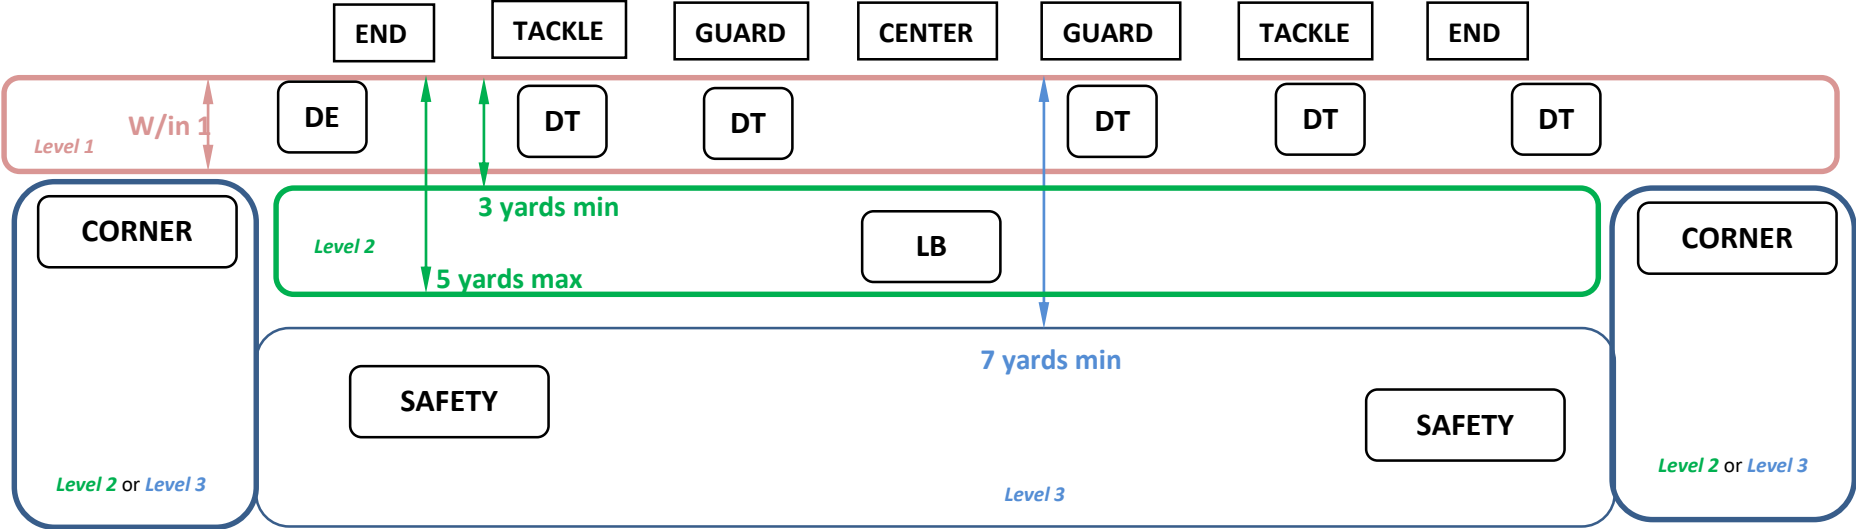 END
TACKLE
GUARD
CENTER
GUARD
TACKLE
END
DE
DT
DT
DT
DT
DT
W/in 1
Level 1
3 yards min
CORNER
LB
CORNER
Level 2
5 yards max
7 yards min
SAFETY
SAFETY
Level 2 or Level 3
Level 3
Level 2 or Level 3